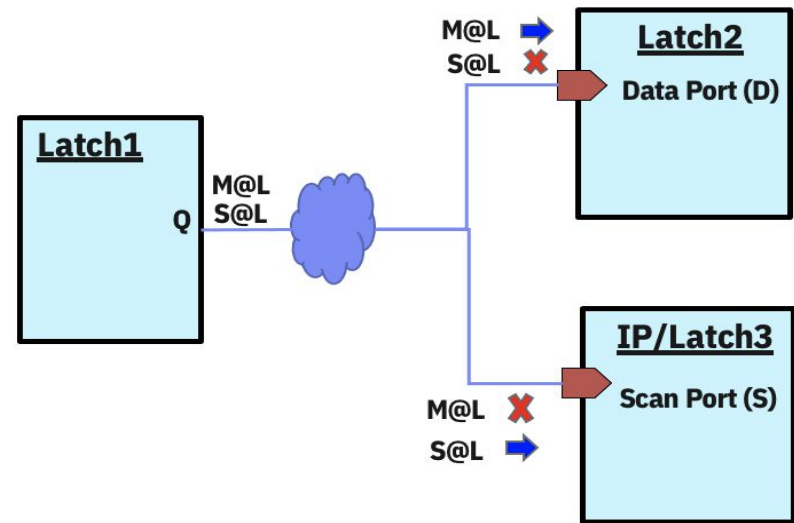 M@L
S@L
Latch2
Data Port (D)
Latch1
M@L
S@L
Q
IP/Latch3
Scan Port (S)
M@L
S@L